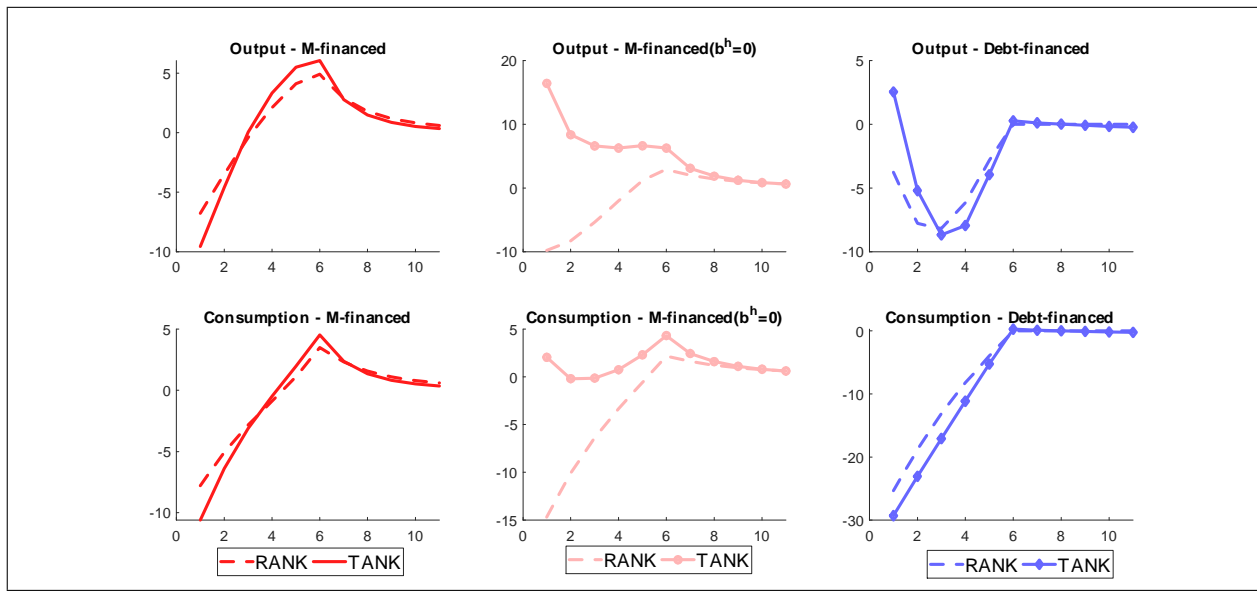 Output - M-financed
Output - M-financed(b^h=0)
Output - Debt-financed
5
0
-5
-10
0 2 4 6 8 10
20
10
0
-10
0 2 4 6 8 10
5
0
-5
-10
0 2 4 6 8 10
Consumption - M-financed
Consumption - M-financed(b^h=0)
Consumption - Debt-financed
5
0
-5
-10
0 2 4 6 8 10
5
0
-5
-10
-15
0 2 4 6 8 10
0
-10
-20
-30
0 2 4 6 8 10
RANK TANK
RANK TANK
RANK TANK